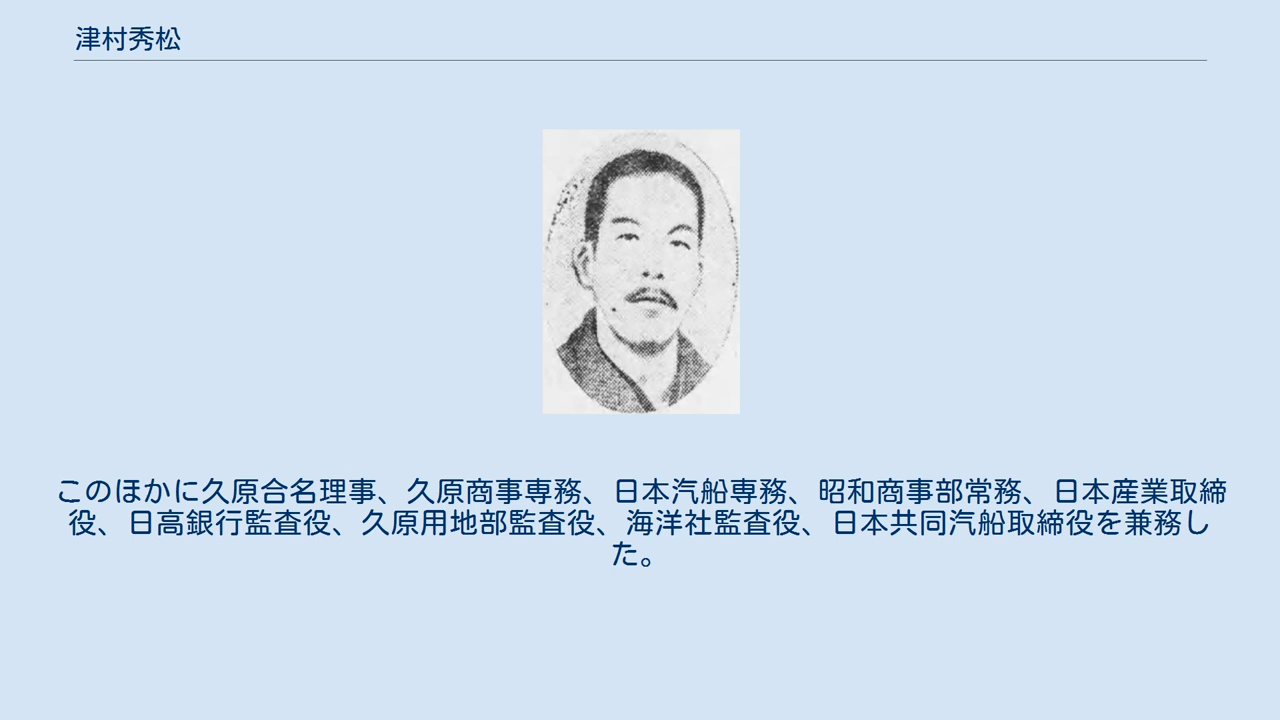 津村秀松
このほかに久原合名理事、久原商事専務、日本汽船専務、昭和商事部常務、日本産業取締
役、日高銀行監査役、久原用地部監査役、海洋社監査役、日本共同汽船取締役を兼務し
た。